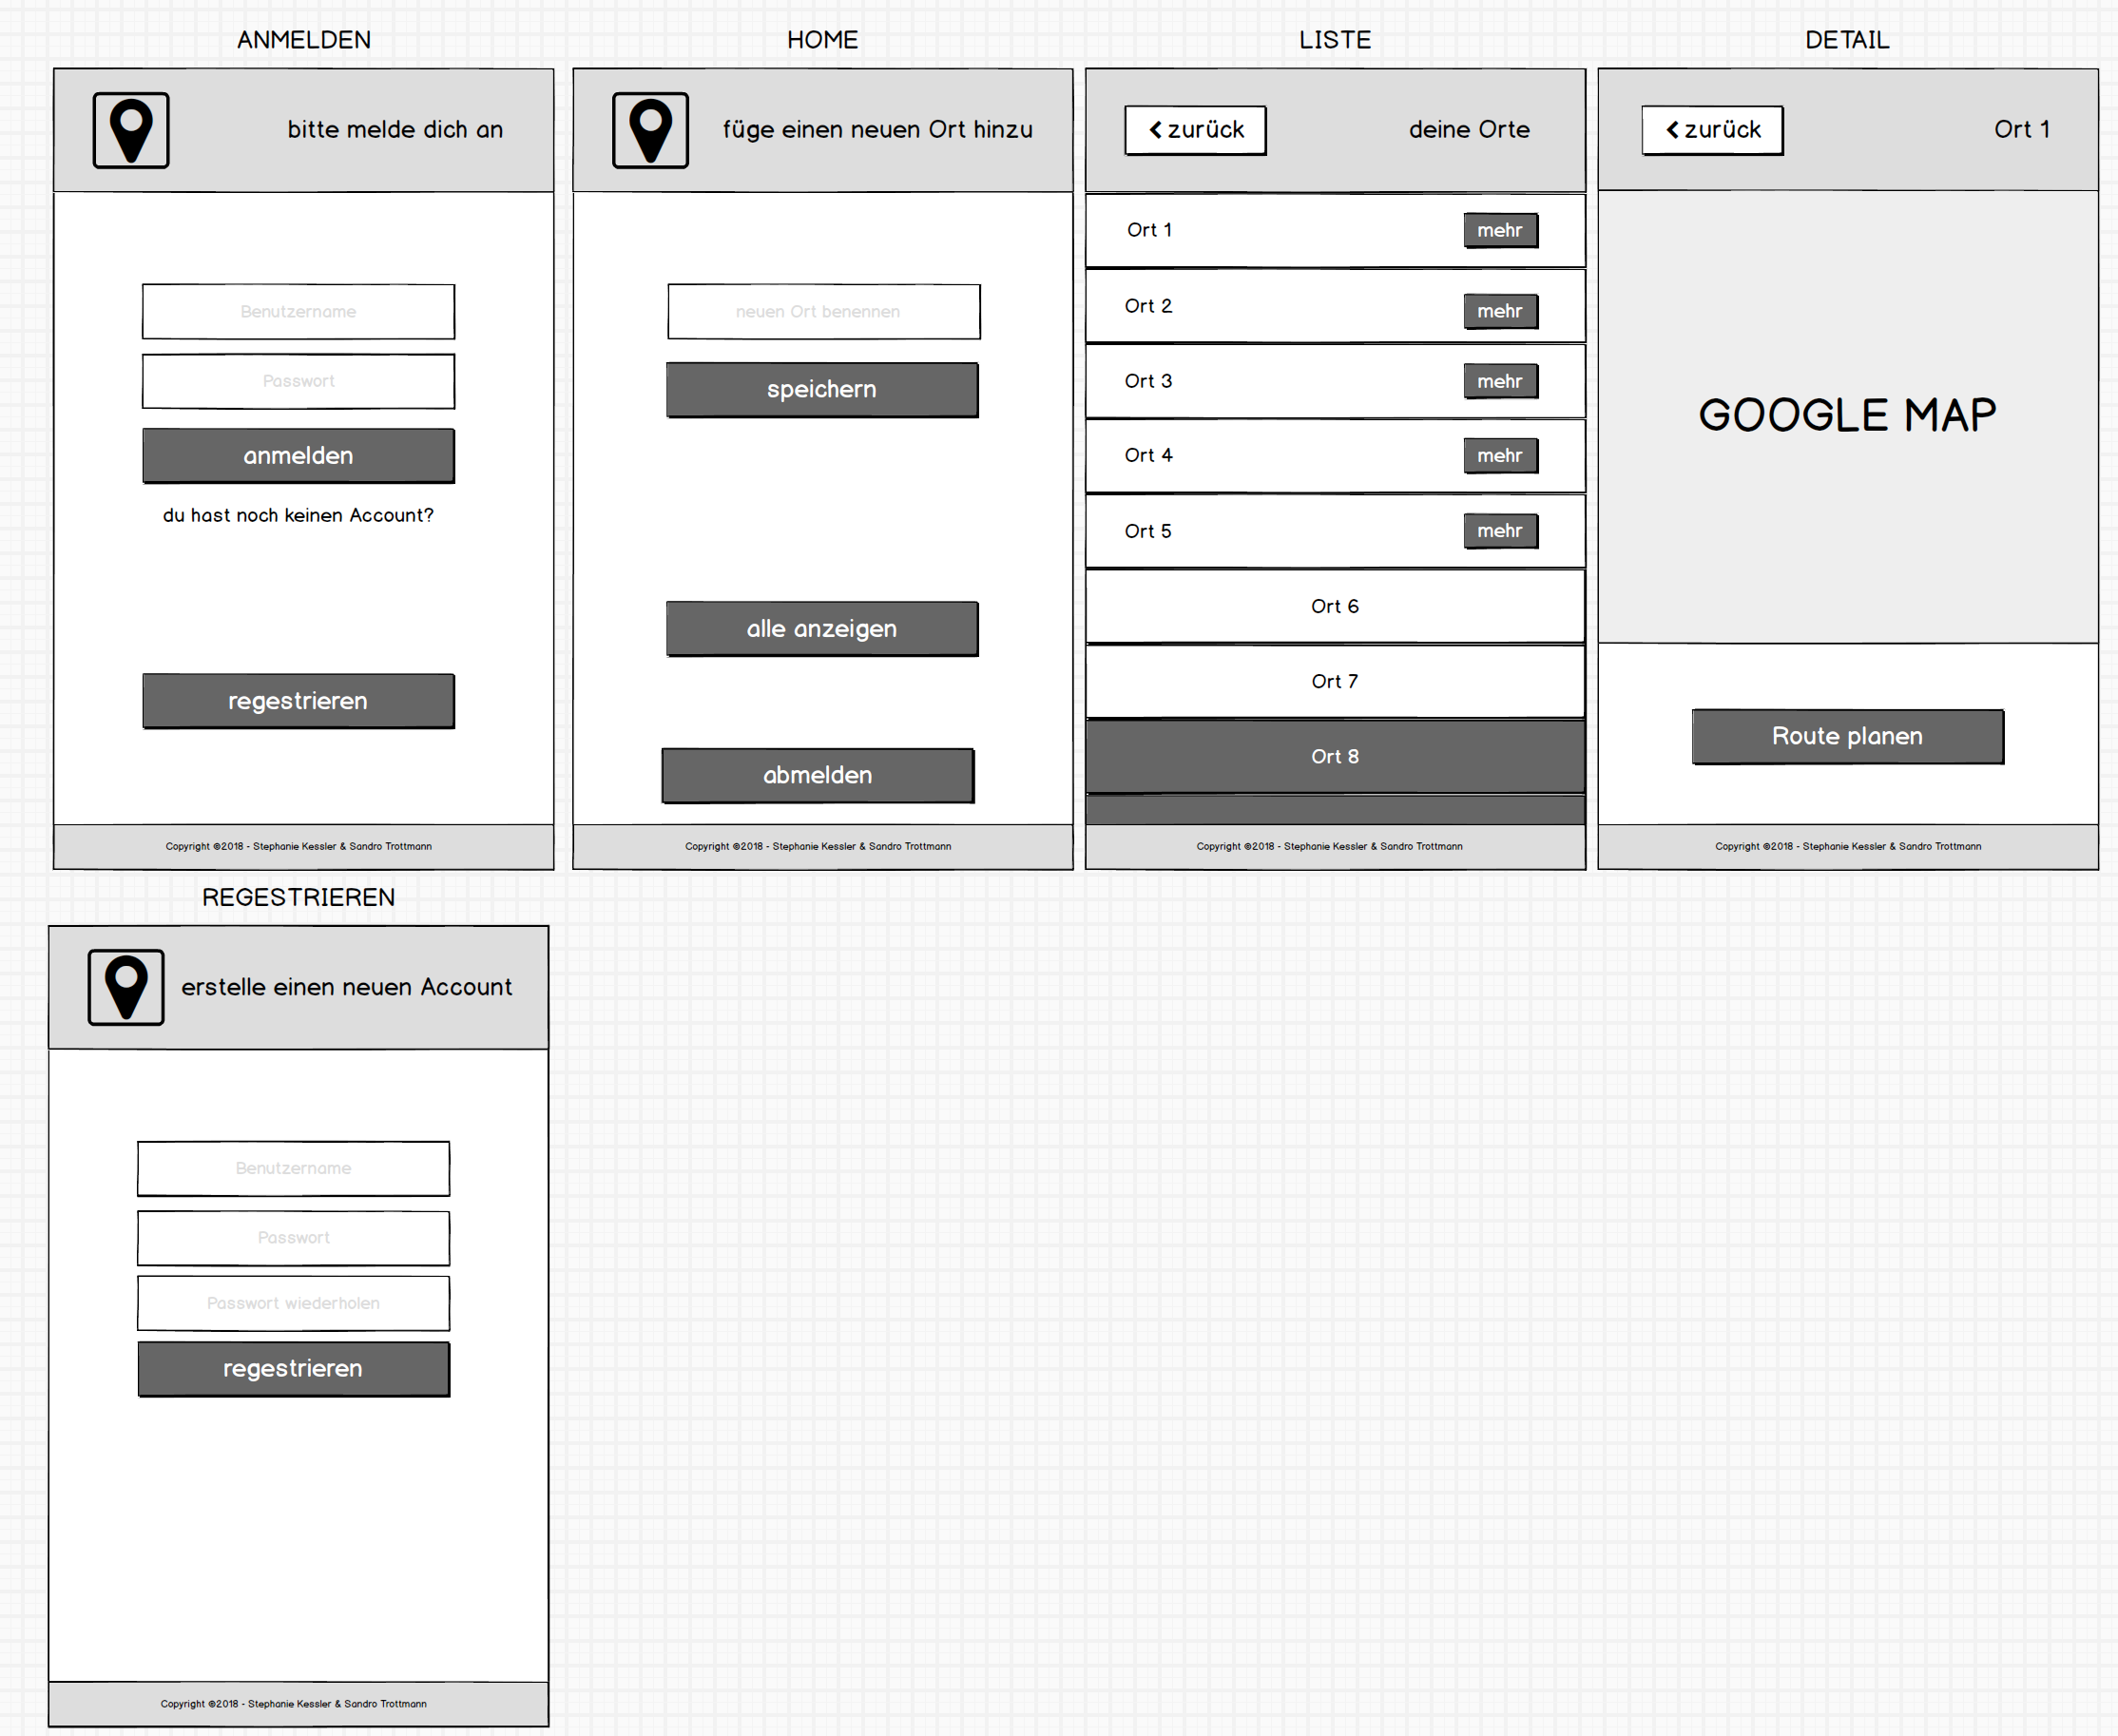 ANMELDEN
bitte melde dich an
Benutzername
Passwort
anmelden
du hast noch keinen Account?
regestrieren
Copyright ©2018 - Stephanie Kessler & Sandro Trottmann
HOME
füge einen neuen Ort hinzu
neuen Ort benennen
speichern
alle anzeigen
abmelden
Copyright ©2018 - Stephanie Kessler & Sandro Trottmann
LISTE
zurück
deine Orte
Ort 1
mehr
Ort 2
mehr
Ort 3
mehr
Ort 4
mehr
Ort 5
mehr
Ort 6
Ort 7
Ort 8
Copyright ©2018 - Stephanie Kessler & Sandro Trottmann
DETAIL
zurück
Ort 1
GOOGLE MAP
Route planen
Copyright ©2018 - Stephanie Kessler & Sandro Trottmann
REGESTRIEREN
erstelle einen neuen Account
Benutzername
Passwort
Passwort wiederholen
regestrieren
Copyright ©2018 - Stephanie Kessler & Sandro Trottmann